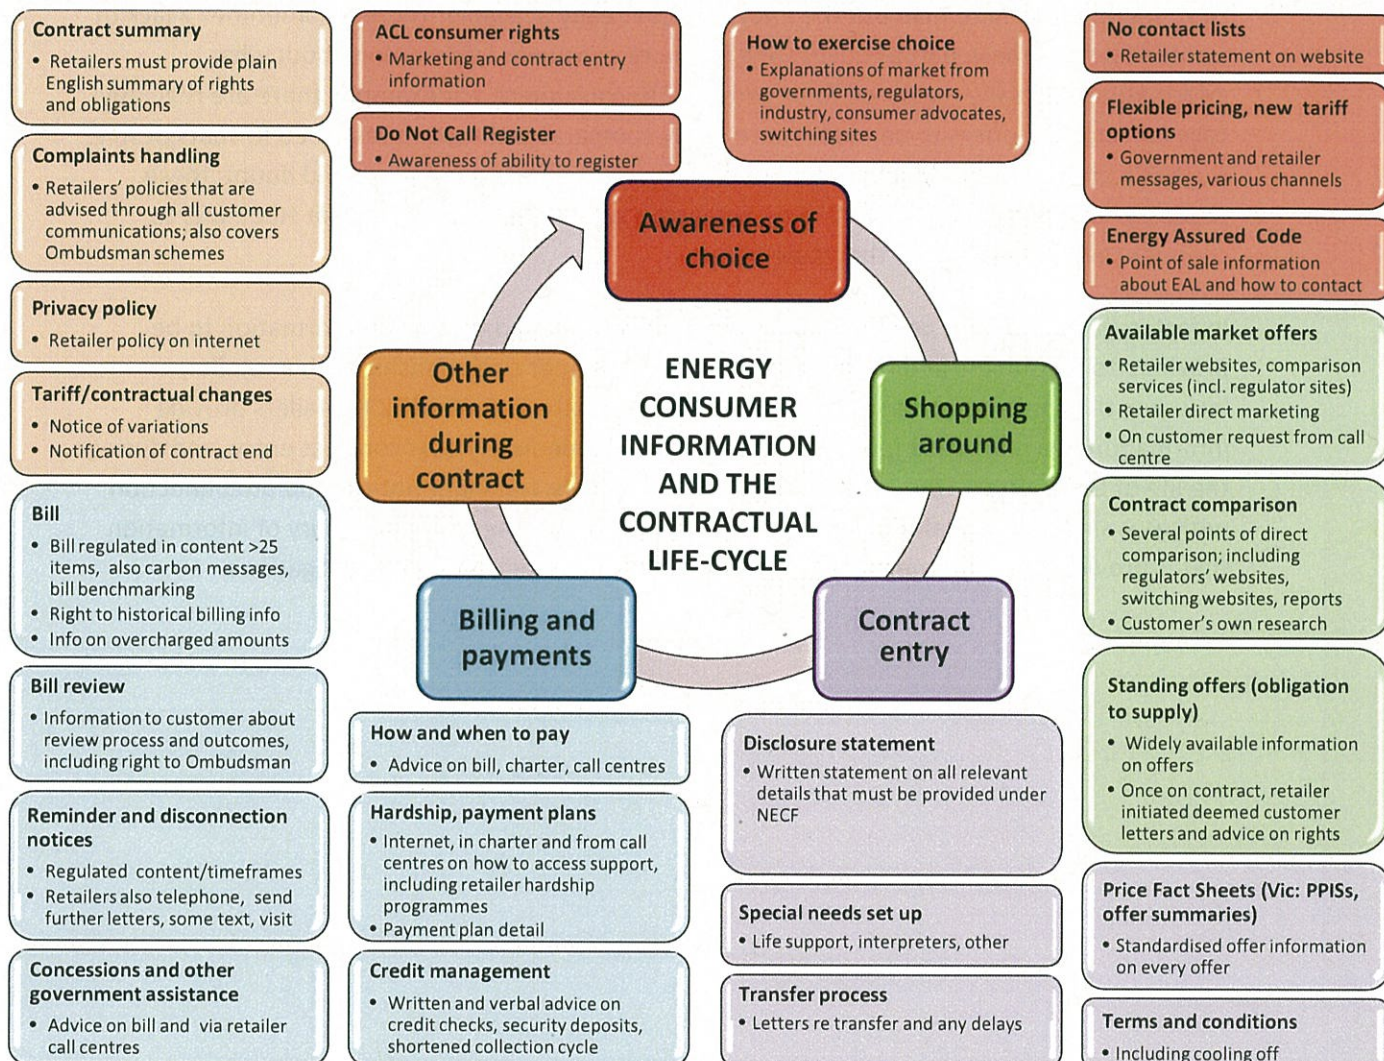 Contract summary
• Retailers must provide plain
English summary of rights
and obligations
Complaints handling
• Retailers' policies that are
advised through all customer
communications; also covers
Ombudsman schemes
Privacy policy
• Retailer policy on internet
Tariff/contractual changes
• Notice of variations
• Notification of contract end
Bill
• Bill regulated in content >25
items, also carbon messages,
bill benchmarking
• Right to historical billing info
• Info on overcharged amounts
Bill review
• Information to customer about
review process and outcomes,
including right to Ombudsman
Reminder and disconnection
notices
• Regulated content/timeframes
• Retailers also telephone, send
further letters, some text, visit
Concessions and other
government assistance
• Advice on bill and via retailer
call centres
ACL consumer rights
• Marketing and contract entry
information
Do Not Call Register
• Awareness of ability to register
How to exercise choice
• Explanations of market from
governments, regulators,
industry, consumer advocates,
switching sites
Awareness of
choice
Other
information
during
contract
ENERGY
CONSUMER
INFORMATION
AND THE
CONTRACTUAL
LIFE-CYCLE
Shopping
around
Billing and
payments
Contract
entry
How and when to pay
• Advice on bill, charter, call centres
Hardship, payment plans
• Internet, in charter and from call
centres on how to access support,
including retailer hardship
programmes
• Payment plan detail
Credit management
• Written and verbal advice on
credit checks, security deposits,
shortened collection cycle
Disclosure statement
• Written statement on all relevant
details that must be provided under
NECF
Special needs set up
• Life support, interpreters, other
Transfer process
• Letters re transfer and any delays
No contact lists
• Retailer statement on website
Flexible pricing, new tariff
options
• Government and retailer
messages, various channels
Energy Assured Code
• Point of sale information
about EAL and how to contact
Available market offers
• Retailer websites, comparison
services (incl. regulator sites)
• Retailer direct marketing
• On customer request from call
centre
Contract comparison
• Several points of direct
comparison; including
regulators' websites,
switching websites, reports
• Customer's own research
Standing offers (obligation
to supply)
• Widely available information
on offers
• Once on contract, retailer
initiated deemed customer
letters and advice on rights
Price Fact Sheets (Vic: PPISs,
offer summaries)
• Standardised offer information
on every offer
Terms and conditions
• Including cooling off